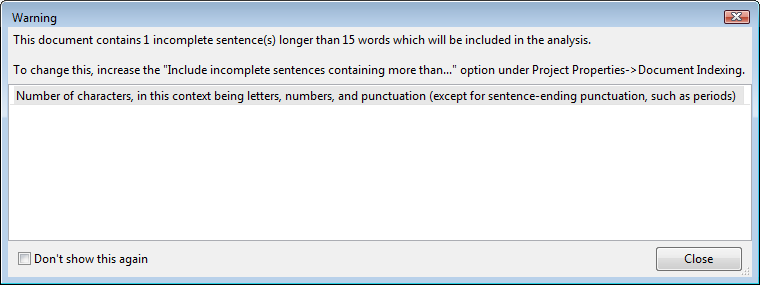 Warning
This document contains 1 incomplete sentence(s) longer than 15 words which will be included in the analysis.
To change this, increase the "Include incomplete sentences containing more than..." option under Project Properties->Document Indexing.
Number of characters, in this context being letters, numbers, and punctuation (except for sentence-ending punctuation, such as periods)
Don't show this again
Close